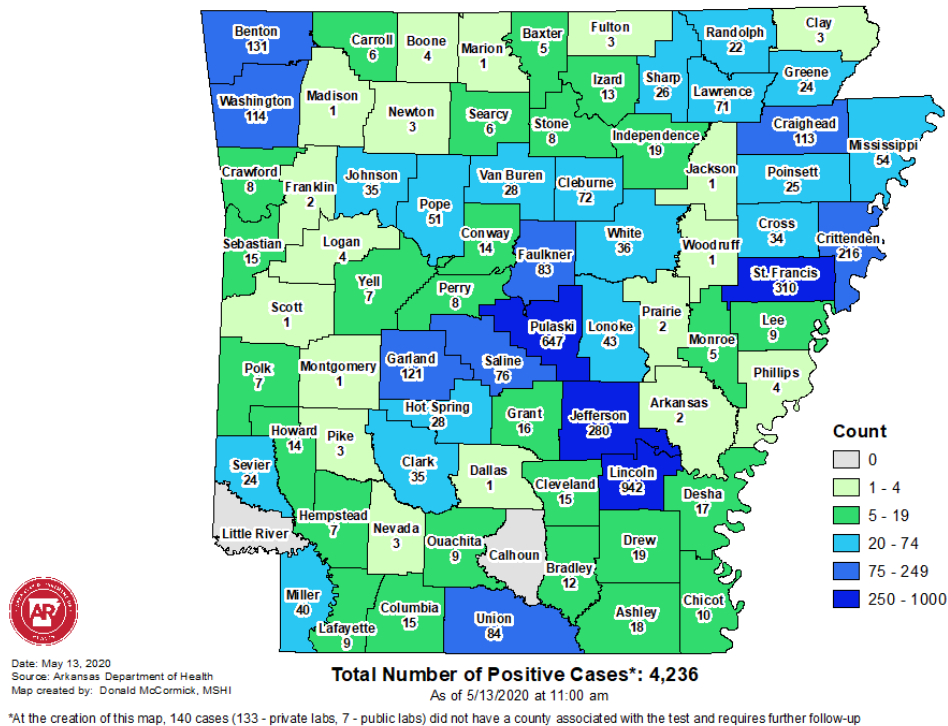 Benton
131
Carroll
6
Boone
4
Marion
1
Baxter
5
Fulton
3
Randolph
22
Clay
3
Izard
13
Sharp
26
Lawrence
71
Greene
24
Washington
114
Madison
1
Newton
3
Searcy
6
Stone
8
Independence
19
Craighead
113
Mississippi
54
Crawford
8
Franklin
2
Johnson
35
Pope
51
Van Buren
28
Cleburne
72
Jackson
1
Poinsett
25
Sebastian
15
Logan
4
Conway
14
Faulkner
83
White
36
Woodruff
1
Cross
34
Crittenden
216
St. Francis
310
Scott
1
Yell
7
Perry
8
Pulaski
647
Lonoke
43
Prairie
2
Monroe
5
Lee
9
Polk
7
Montgomery
1
Garland
121
Saline
76
Phillips
4
Hot Spring
28
Grant
16
Jefferson
280
Arkansas
2
Howard
14
Pike
3
Sevier
24
Clark
35
Dallas
1
Cleveland
15
Lincoln
942
Desha
17
Little River
Hempstead
7
Nevada
3
Ouachita
9
Calhoun
Bradley
12
Drew
19
Miller
40
Lafayette
9
Columbia
15
Union
84
Ashley
18
Chicot
10
Count
0
1 - 4
5 - 19
20 - 74
75 - 249
250 - 1000
AR
Date: May 13, 2020
Source: Arkansas Department of Health
Map created by: Donald McCormick, MSHI
Total Number of Positive Cases*: 4,236
As of 5/13/2020 at 11:00 am
*At the creation of this map, 140 cases (133 - private labs, 7 - public labs) did not have a county associated with the test and requires further follow-up